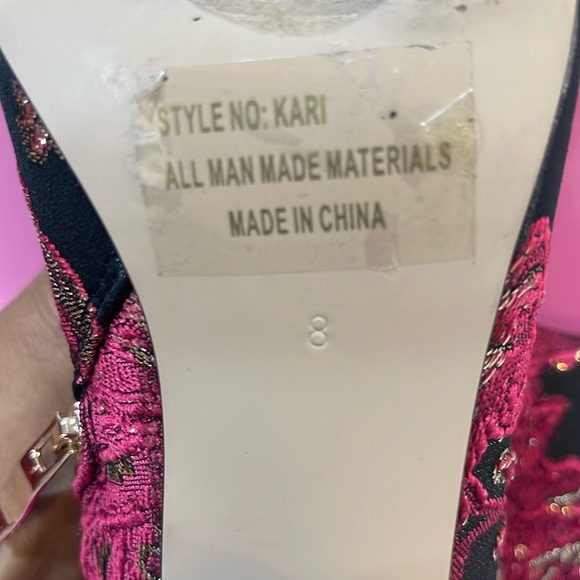 STYLE NO: KARI
ALL MAN MADE MATERIALS
MADE IN CHINA
8